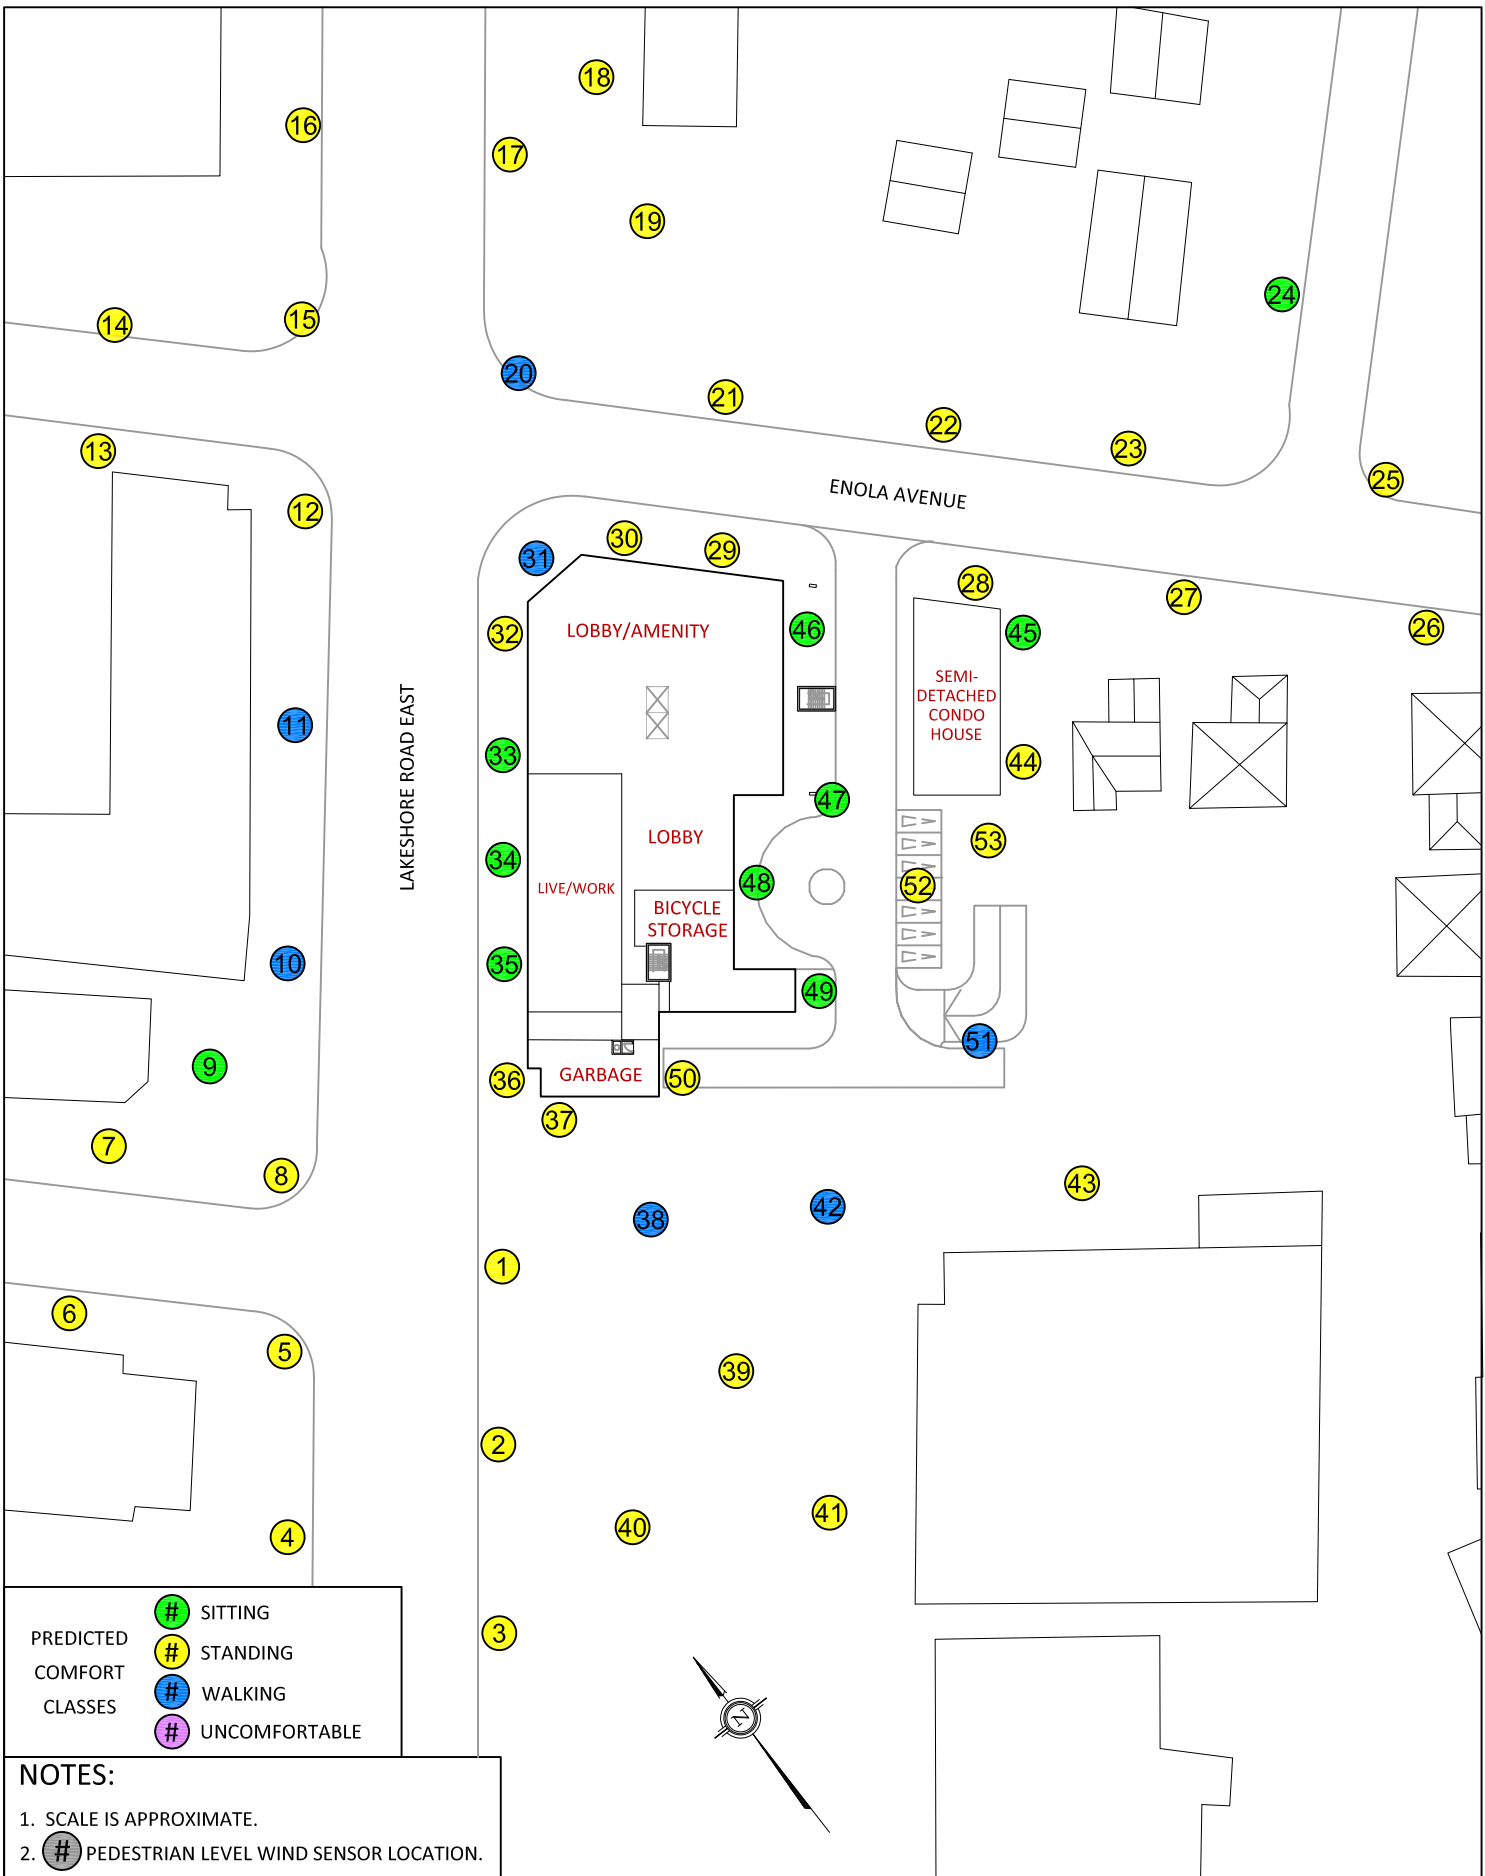 18
16
17
19
24
14
15
20
21
22
23
13
25
12
ENOLA AVENUE
30
29
31
28
27
26
32
LOBBY/AMENITY
46
45
SEMI-
DETACHED
CONDO
HOUSE
LAKESHORE ROAD EAST
11
33
44
47
LOBBY
53
34
LIVE/WORK
48
52
BICYCLE
STORAGE
10
35
49
51
9
36
GARBAGE
50
37
7
8
43
38
42
1
6
5
39
2
41
40
4
3
PREDICTED
COMFORT
CLASSES
# SITTING
# STANDING
# WALKING
# UNCOMFORTABLE
N
NOTES:
1. SCALE IS APPROXIMATE.
2. # PEDESTRIAN LEVEL WIND SENSOR LOCATION.